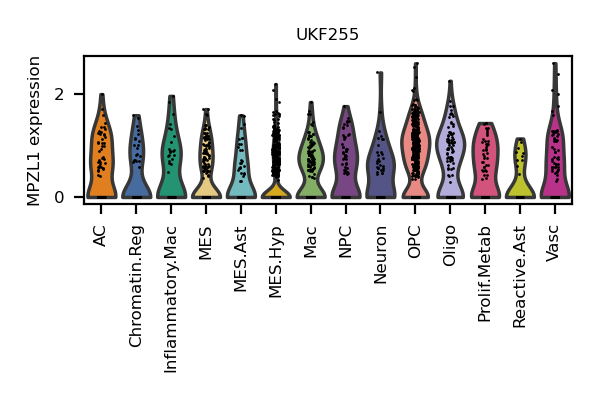 UKF255
MPZL1 expression
2
0
AC
Chromatin.Reg
Inflammatory.Mac
MES
MES.Ast
MES.Hyp
Mac
NPC
Neuron
OPC
Oligo
Prolif.Metab
Reactive.Ast
Vasc